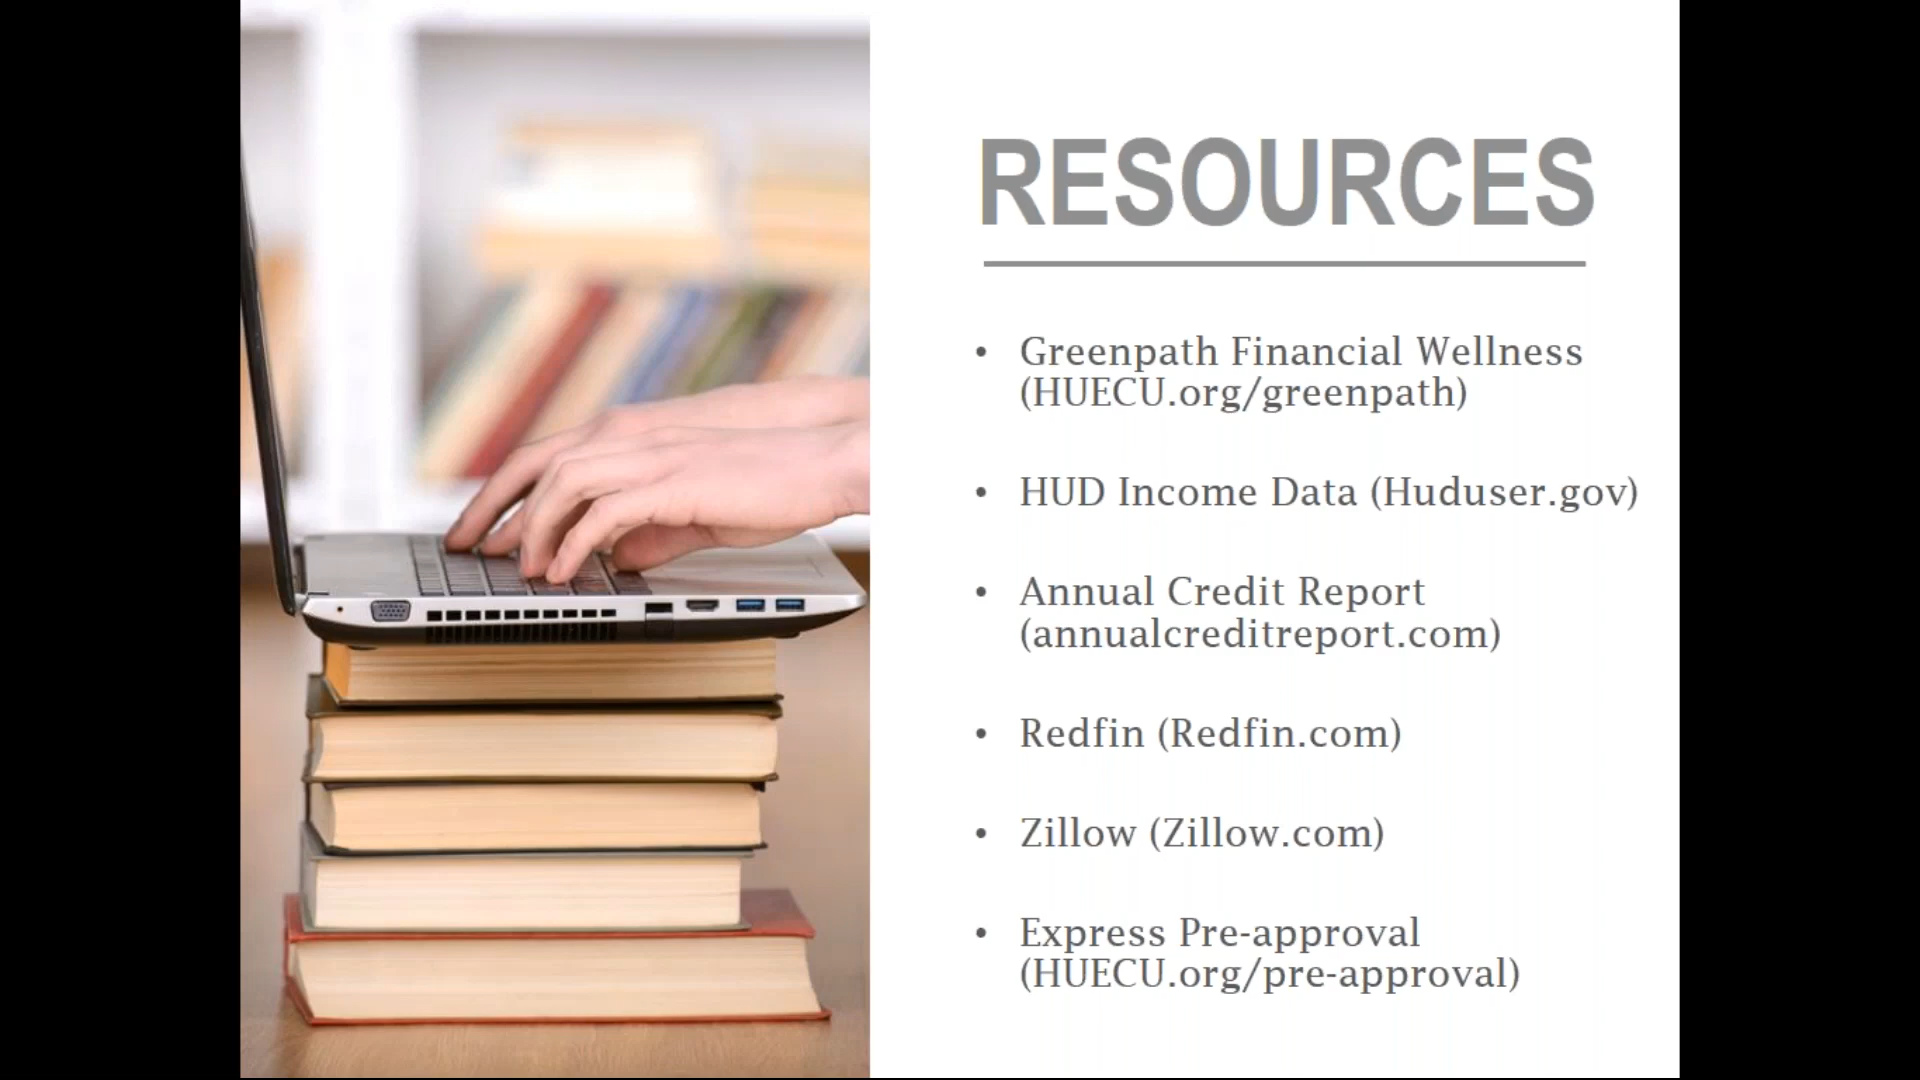 RESOURCES
• Greenpath Financial Wellness
(HUECU.org/greenpath)
• HUD Income Data (Huduser.gov)
• Annual Credit Report
(annualcreditreport.com)
• Redfin (Redfin.com)
• Zillow (Zillow.com)
• Express Pre-approval
(HUECU.org/pre-approval)